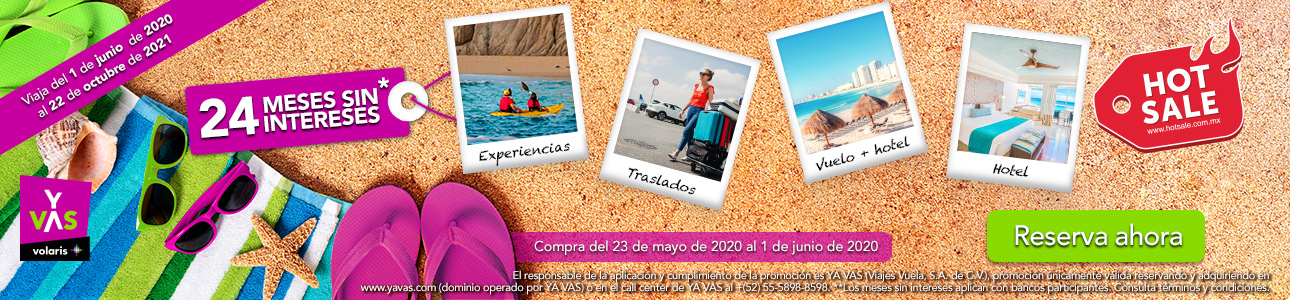 Viaja del 1 de junio de 2020
al 22 de octubre de 2021
24 MESES SIN
INTERESES*
Experiencias
Traslados
Vuelo + hotel
Hotel
HOT
SALE
www.hotsale.com.mx
Y
VAS
volaris
Compra del 23 de mayo de 2020 al 1 de junio de 2020
Reserva ahora
El responsable de la aplicación y cumplimiento de la promoción es YA VAS (Viajes Vuela, S.A. de C.V.), promoción únicamente válida reservando y adquiriendo en
www.yavas.com (dominio operado por YA VAS) o en el call center de YA VAS al +(52) 55-5898-8598. **Los meses sin intereses aplican con bancos participantes. Consulta términos y condiciones.